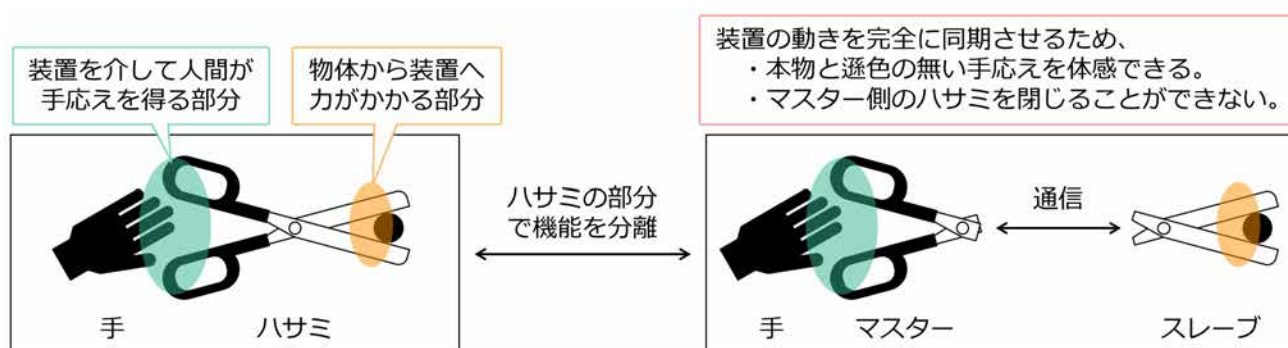 装置を介して人間が
手応えを得る部分
物体から装置へ
力がかかる部分
装置の動きを完全に同期させるため、
・本物と遜色の無い手応えを体感できる。
・マスター側のハサミを閉じることができない。
ハサミの部分
で機能を分離
通信
手
ハサミ
手
マスター
スレーブ